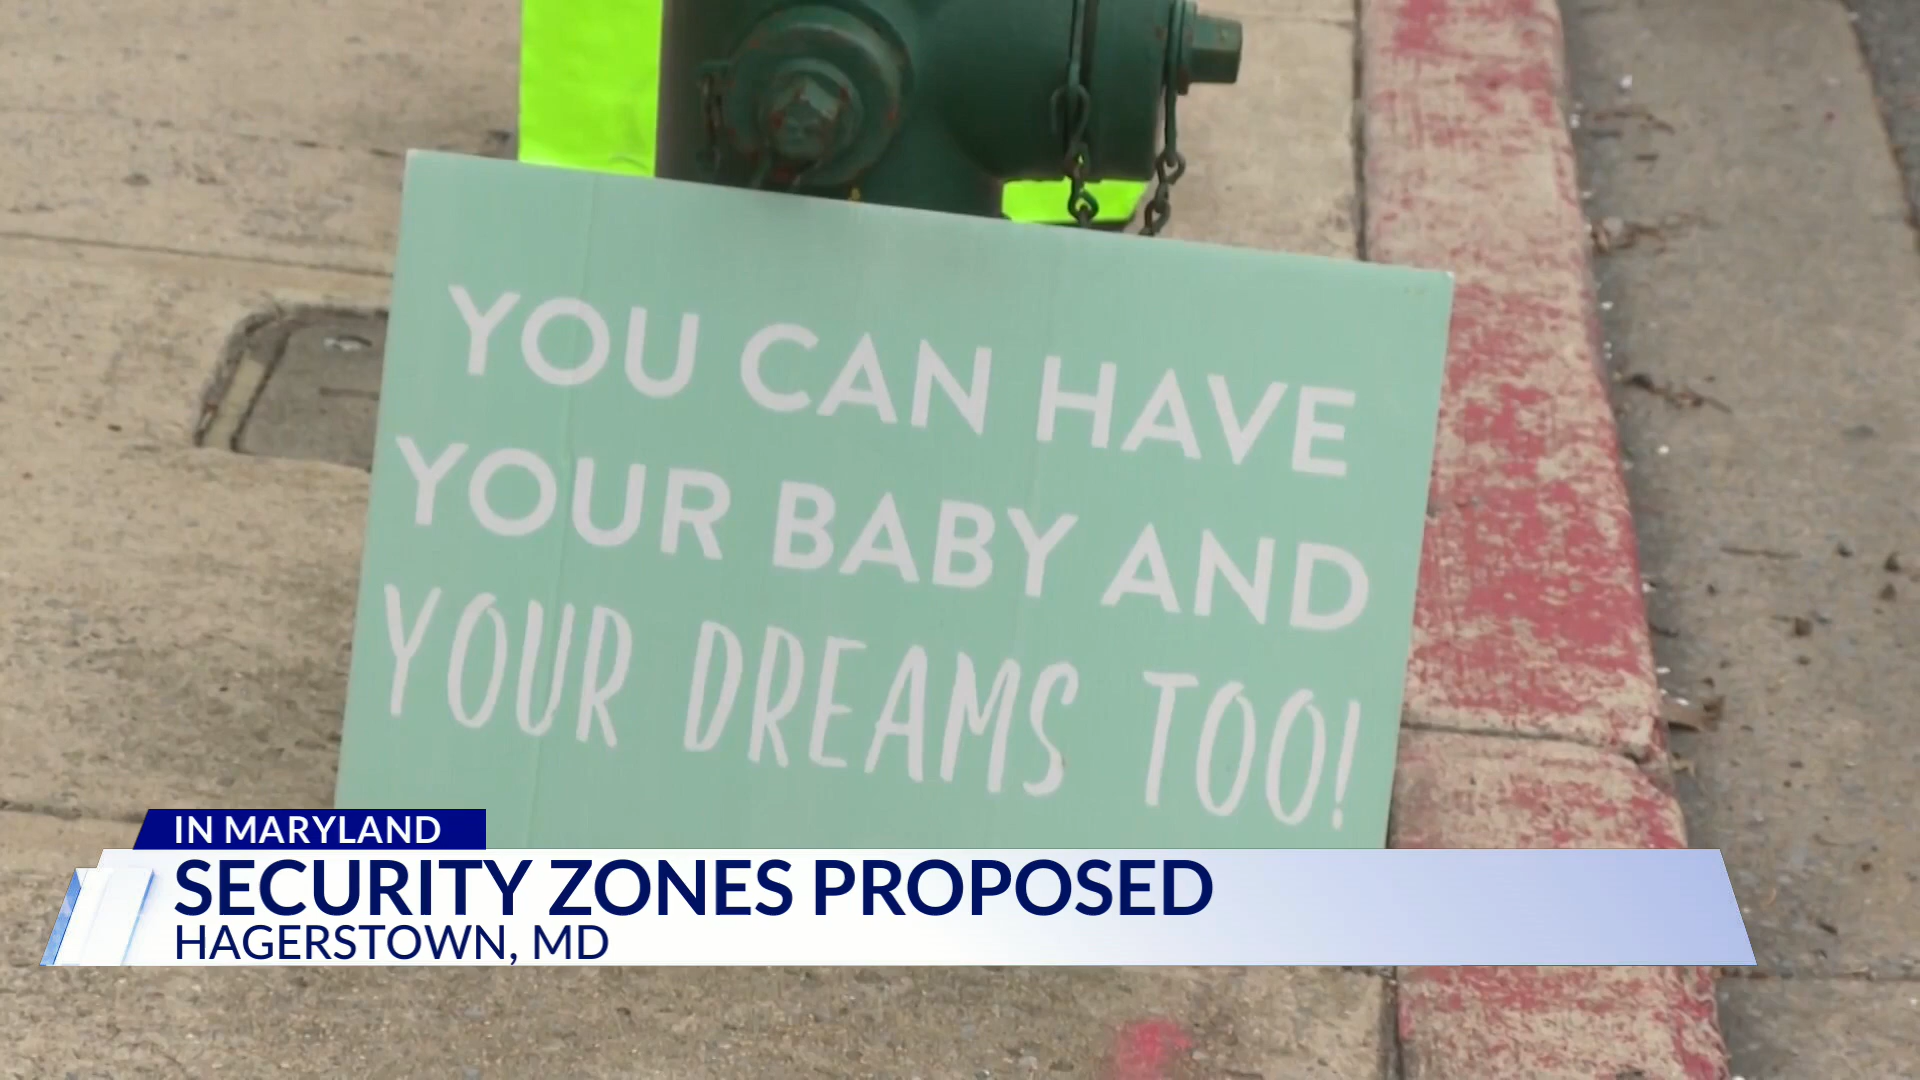 YOU CAN HAVE
YOUR BABY AND
YOUR DREAMS TOO!
IN MARYLAND
SECURITY ZONES PROPOSED
HAGERSTOWN, MD